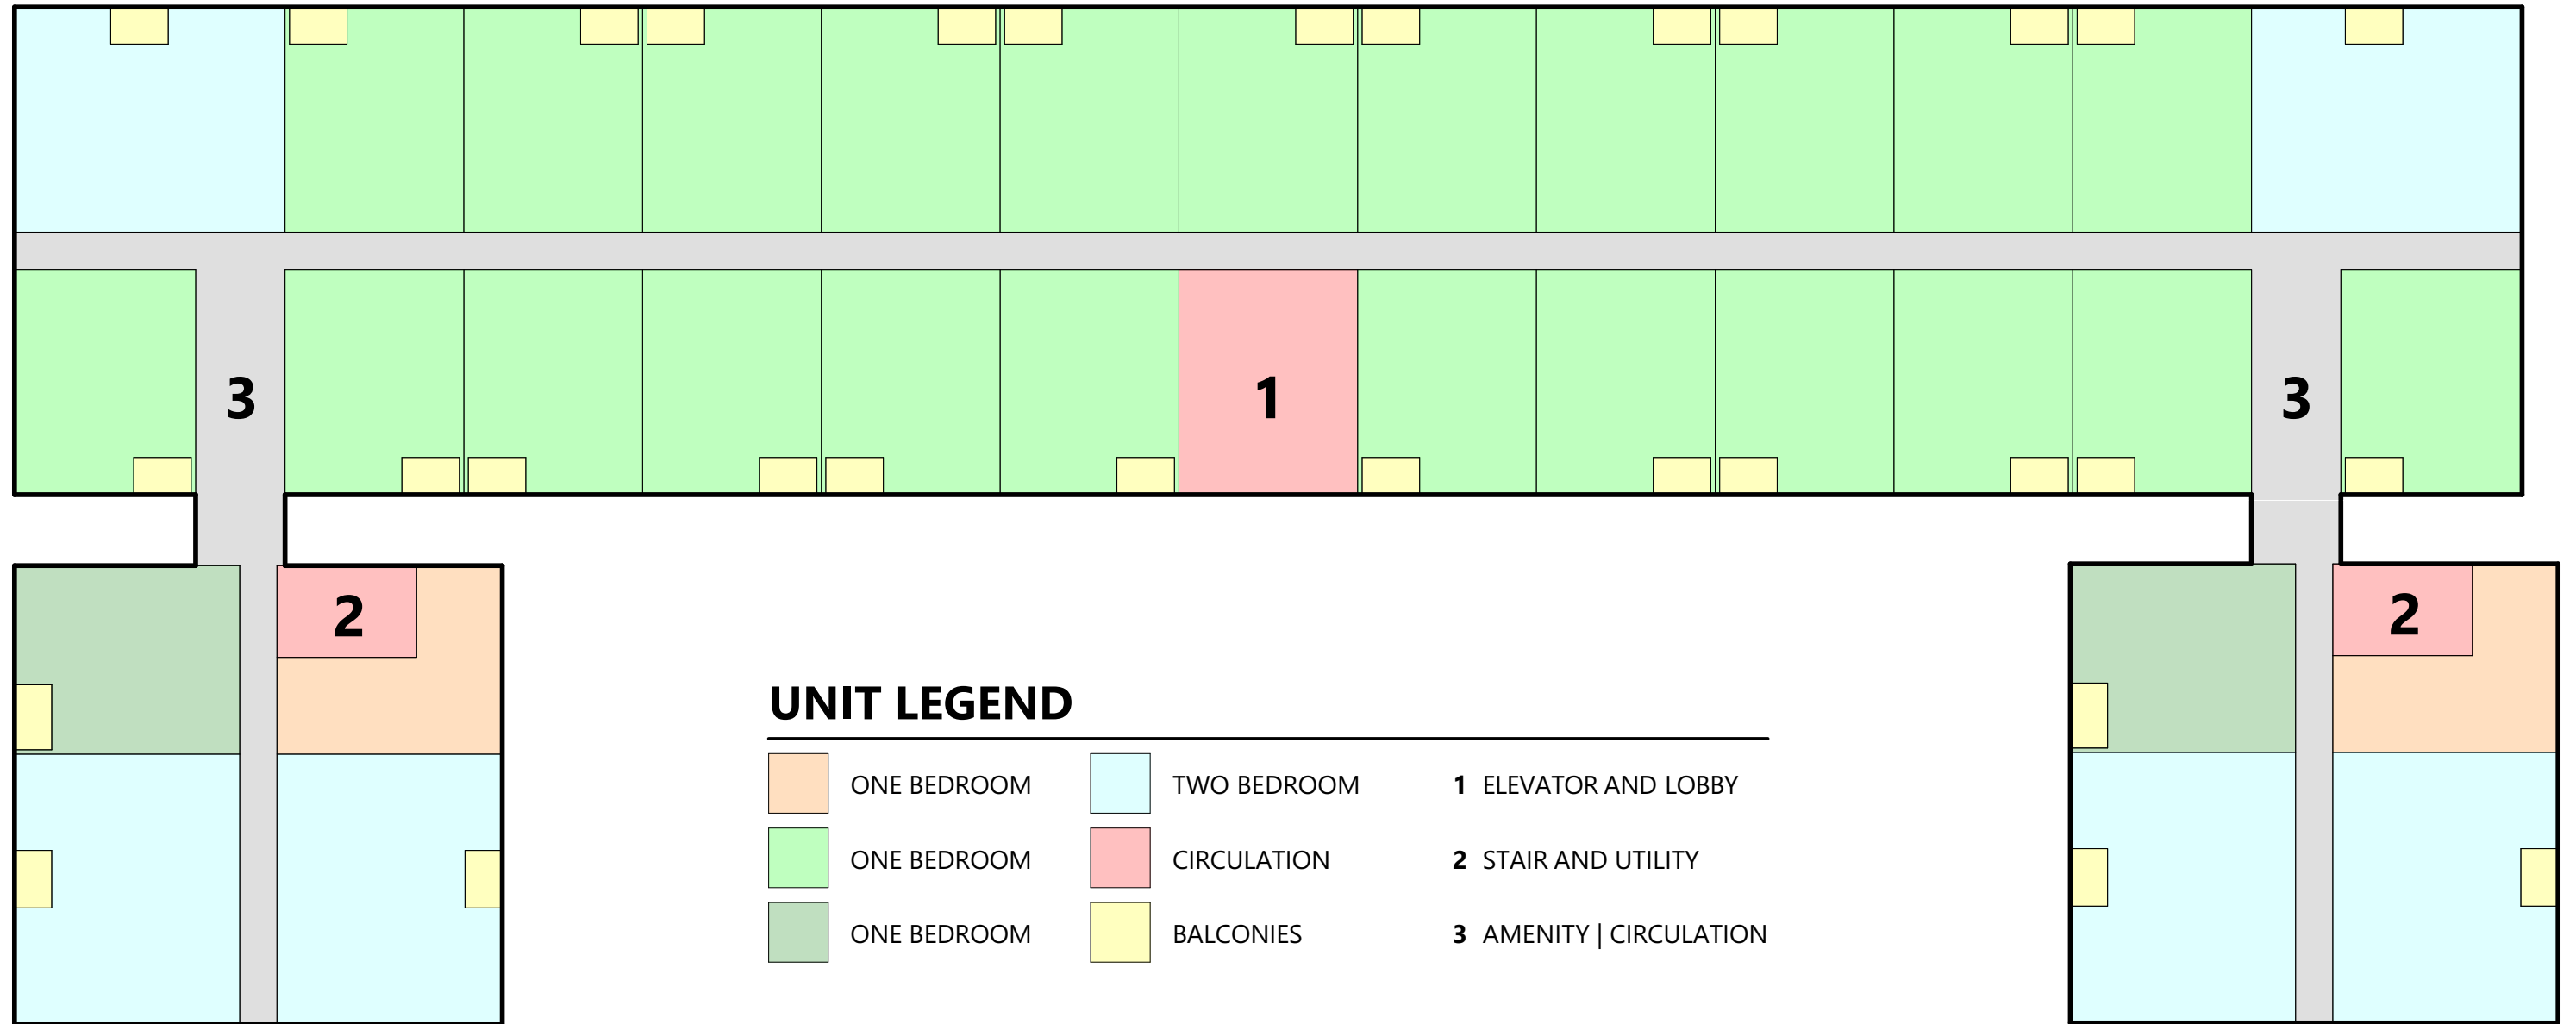 3
1
3
2
2
UNIT LEGEND
ONE BEDROOM
TWO BEDROOM
1 ELEVATOR AND LOBBY
ONE BEDROOM
CIRCULATION
2 STAIR AND UTILITY
ONE BEDROOM
BALCONIES
3 AMENITY | CIRCULATION